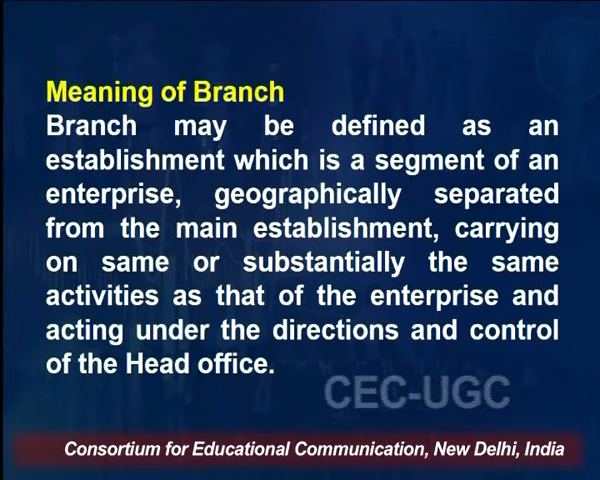 Meaning of Branch
Branch may be defined as an
establishment which is a segment of an
enterprise, geographically separated
from the main establishment, carrying
on same or substantially the same
activities as that of the enterprise and
acting under the directions and control
of the Head office.
CEC-UGC
Consortium for Educational Communication, New Delhi, India